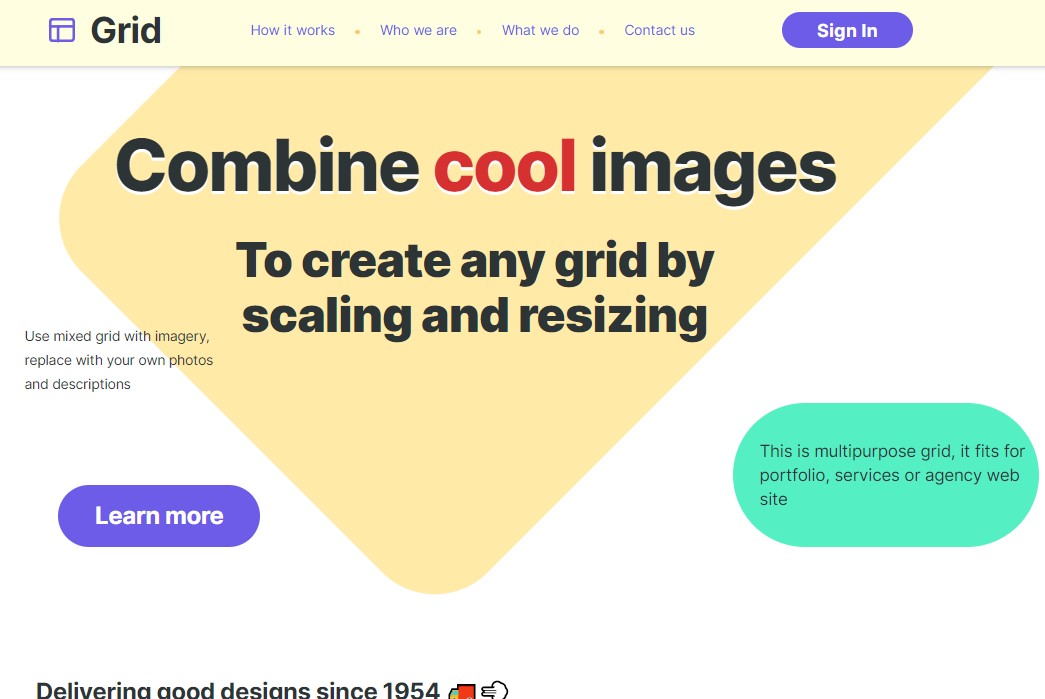 Grid
How it works
Who we are
What we do
Contact us
Sign In
Combine cool images
To create any grid by
scaling and resizing
Use mixed grid with imagery,
replace with your own photos
and descriptions
This is multipurpose grid, it fits for
portfolio, services or agency web
site
Learn more
Delivering good designs since 1954